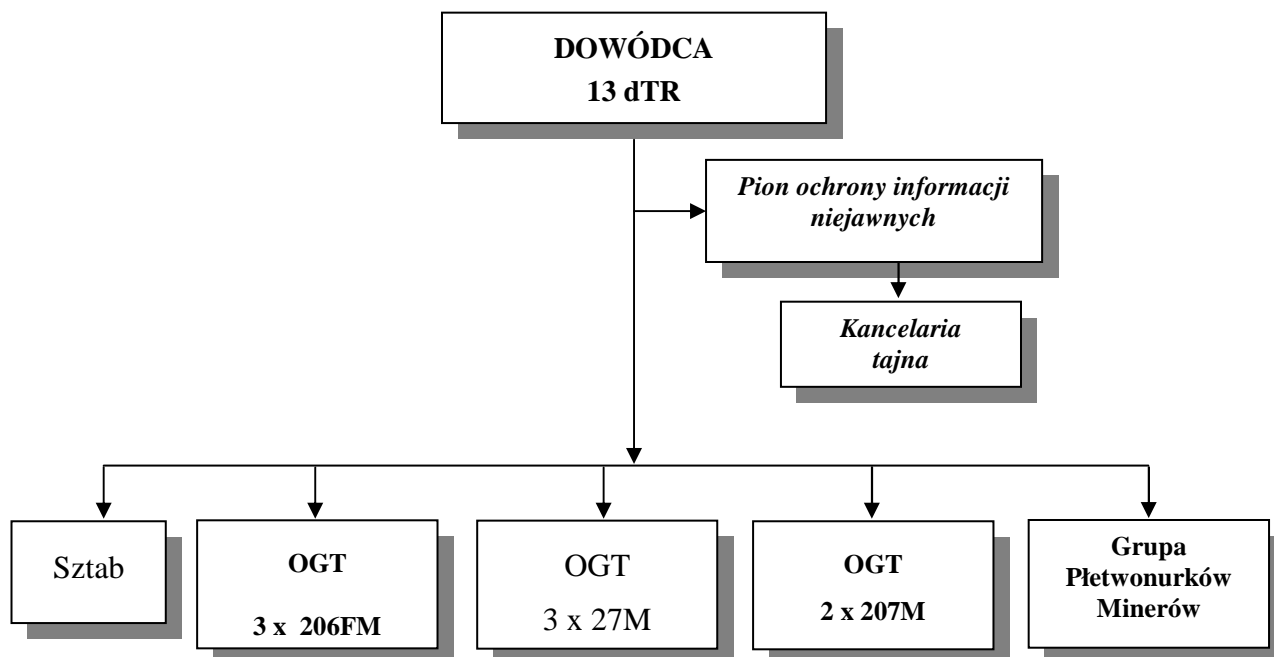 DOWÓDCA
13 dTR
Pion ochrony informacji
niejawnych
Kancelaria
tajna
Sztab
OGT
3 x 206FM
OGT
3 x 27M
OGT
2 x 207M
Grupa
Płetwonurków
Minerów